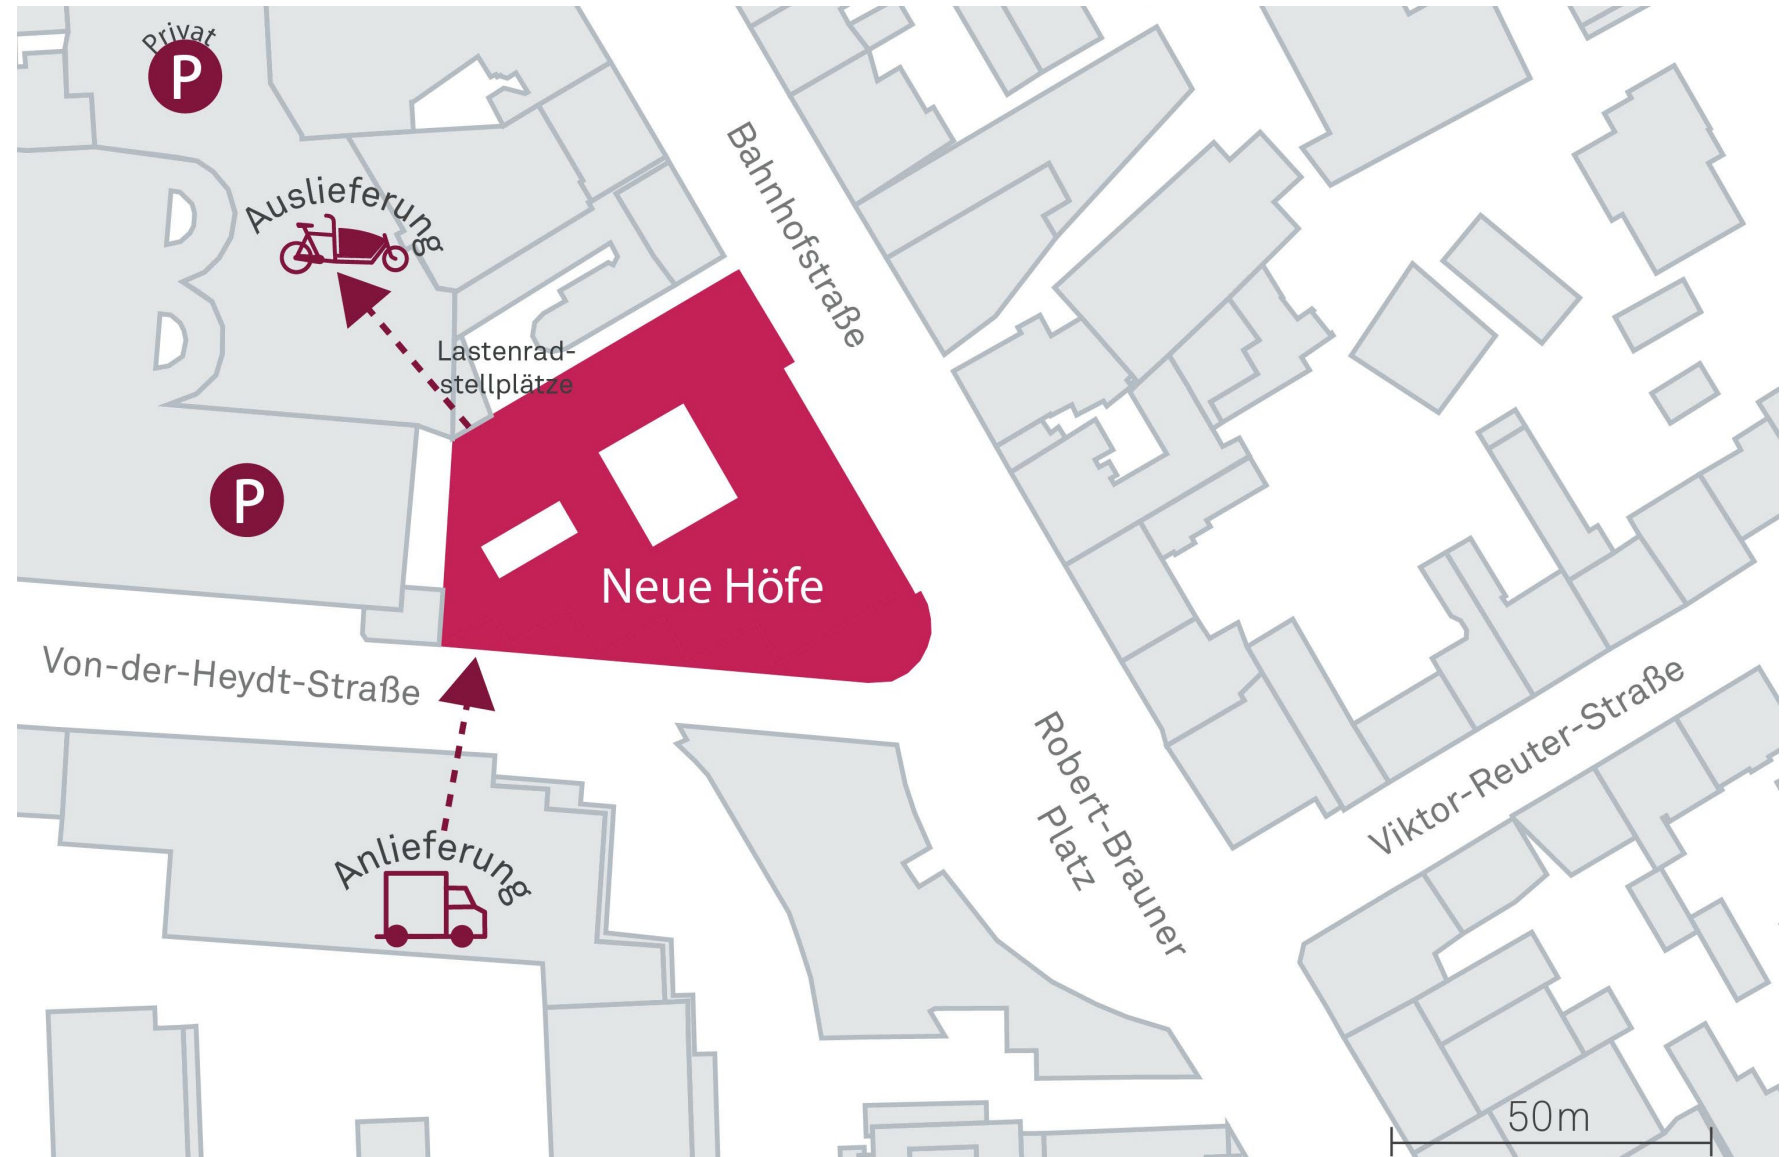 Privat
P
Auslieferung
Bahnhofstraße
Lastenrad-
stellplätze
P
Neue Höfe
Von-der-Heydt-Straße
Robert-Brauner
Platz
Viktor-Reuter-Straße
Anlieferung
50m